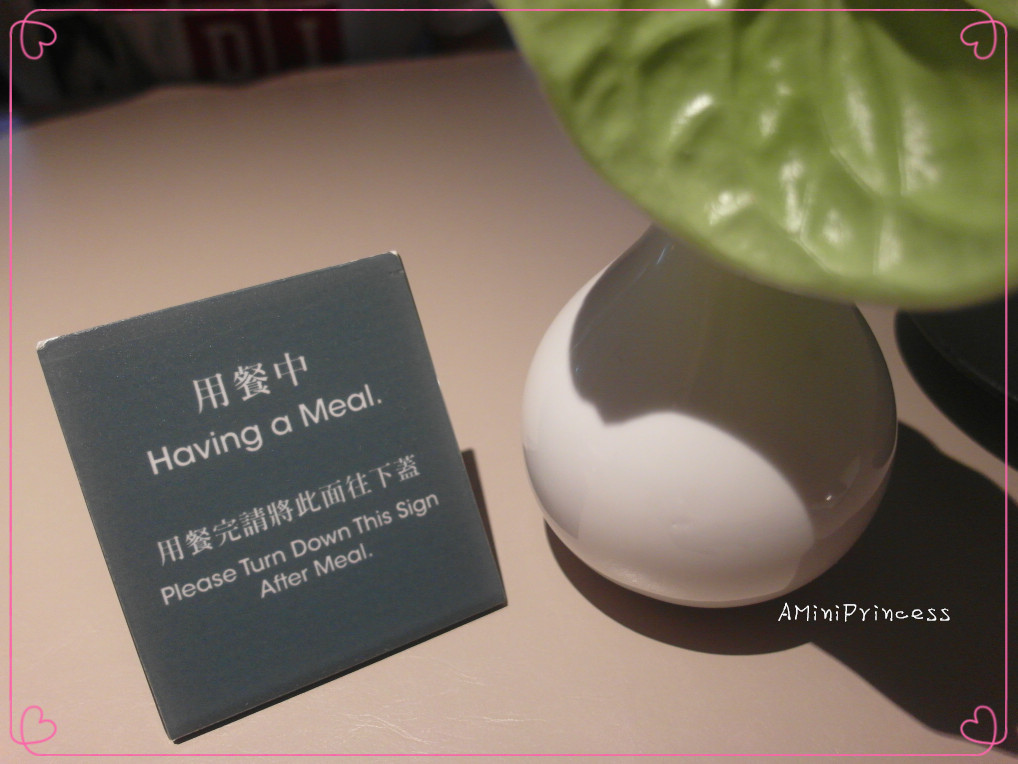 用餐中
Having a Meal.
用餐完請將此面往下蓋
Please Turn Down This Sign
After Meal.
AMiniPrincess